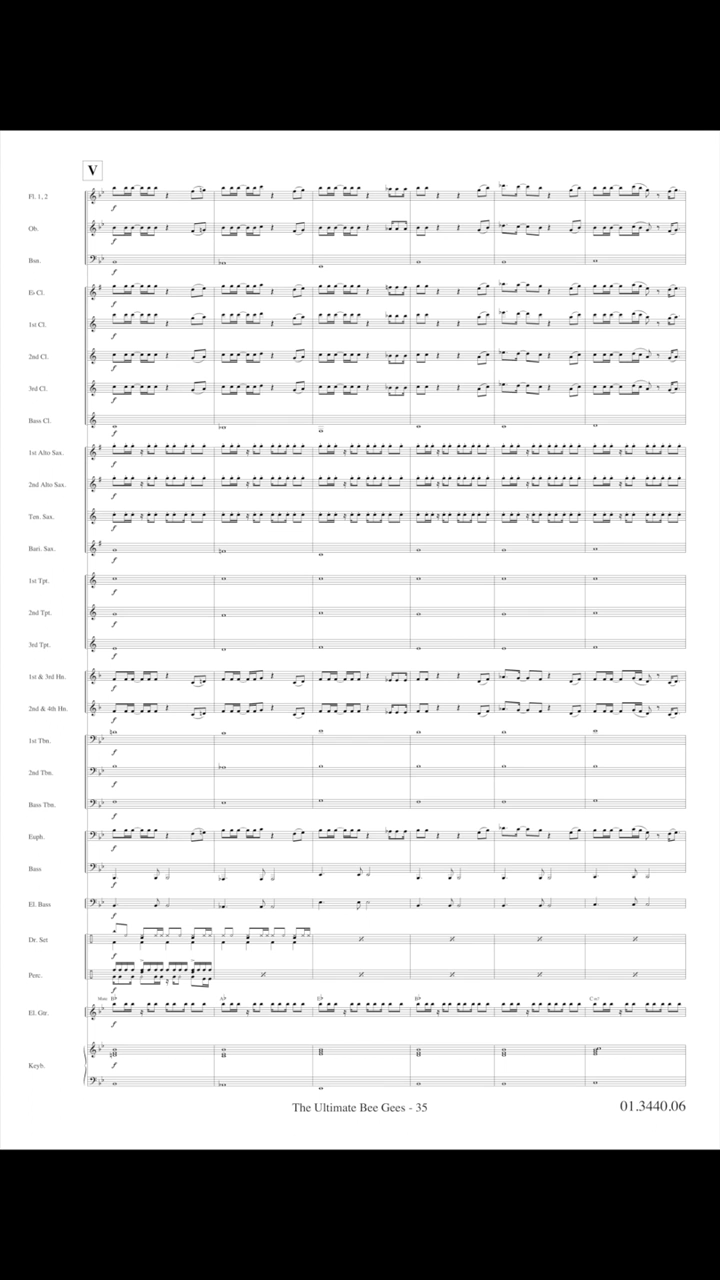 V
Fl. 1, 2
f
Ob.
f
Bsn.
f
E♭ Cl.
f
1st Cl.
f
2nd Cl.
f
3rd Cl.
f
Bass Cl.
f
1st Alto Sax.
f
2nd Alto Sax.
f
Ten. Sax.
f
Bari. Sax.
f
1st Tpt.
f
2nd Tpt.
f
3rd Tpt.
f
1st & 3rd Hn.
f
2nd & 4th Hn.
f
1st Tbn.
f
2nd Tbn.
f
Bass Tbn.
f
Euph.
f
Bass
f
El. Bass
f
Dr. Set
f
Perc.
f
B♭ A♭ E♭ B♭
El. Gtr.
f
Keyb.
f
The Ultimate Bee Gees - 35 01.3440.06